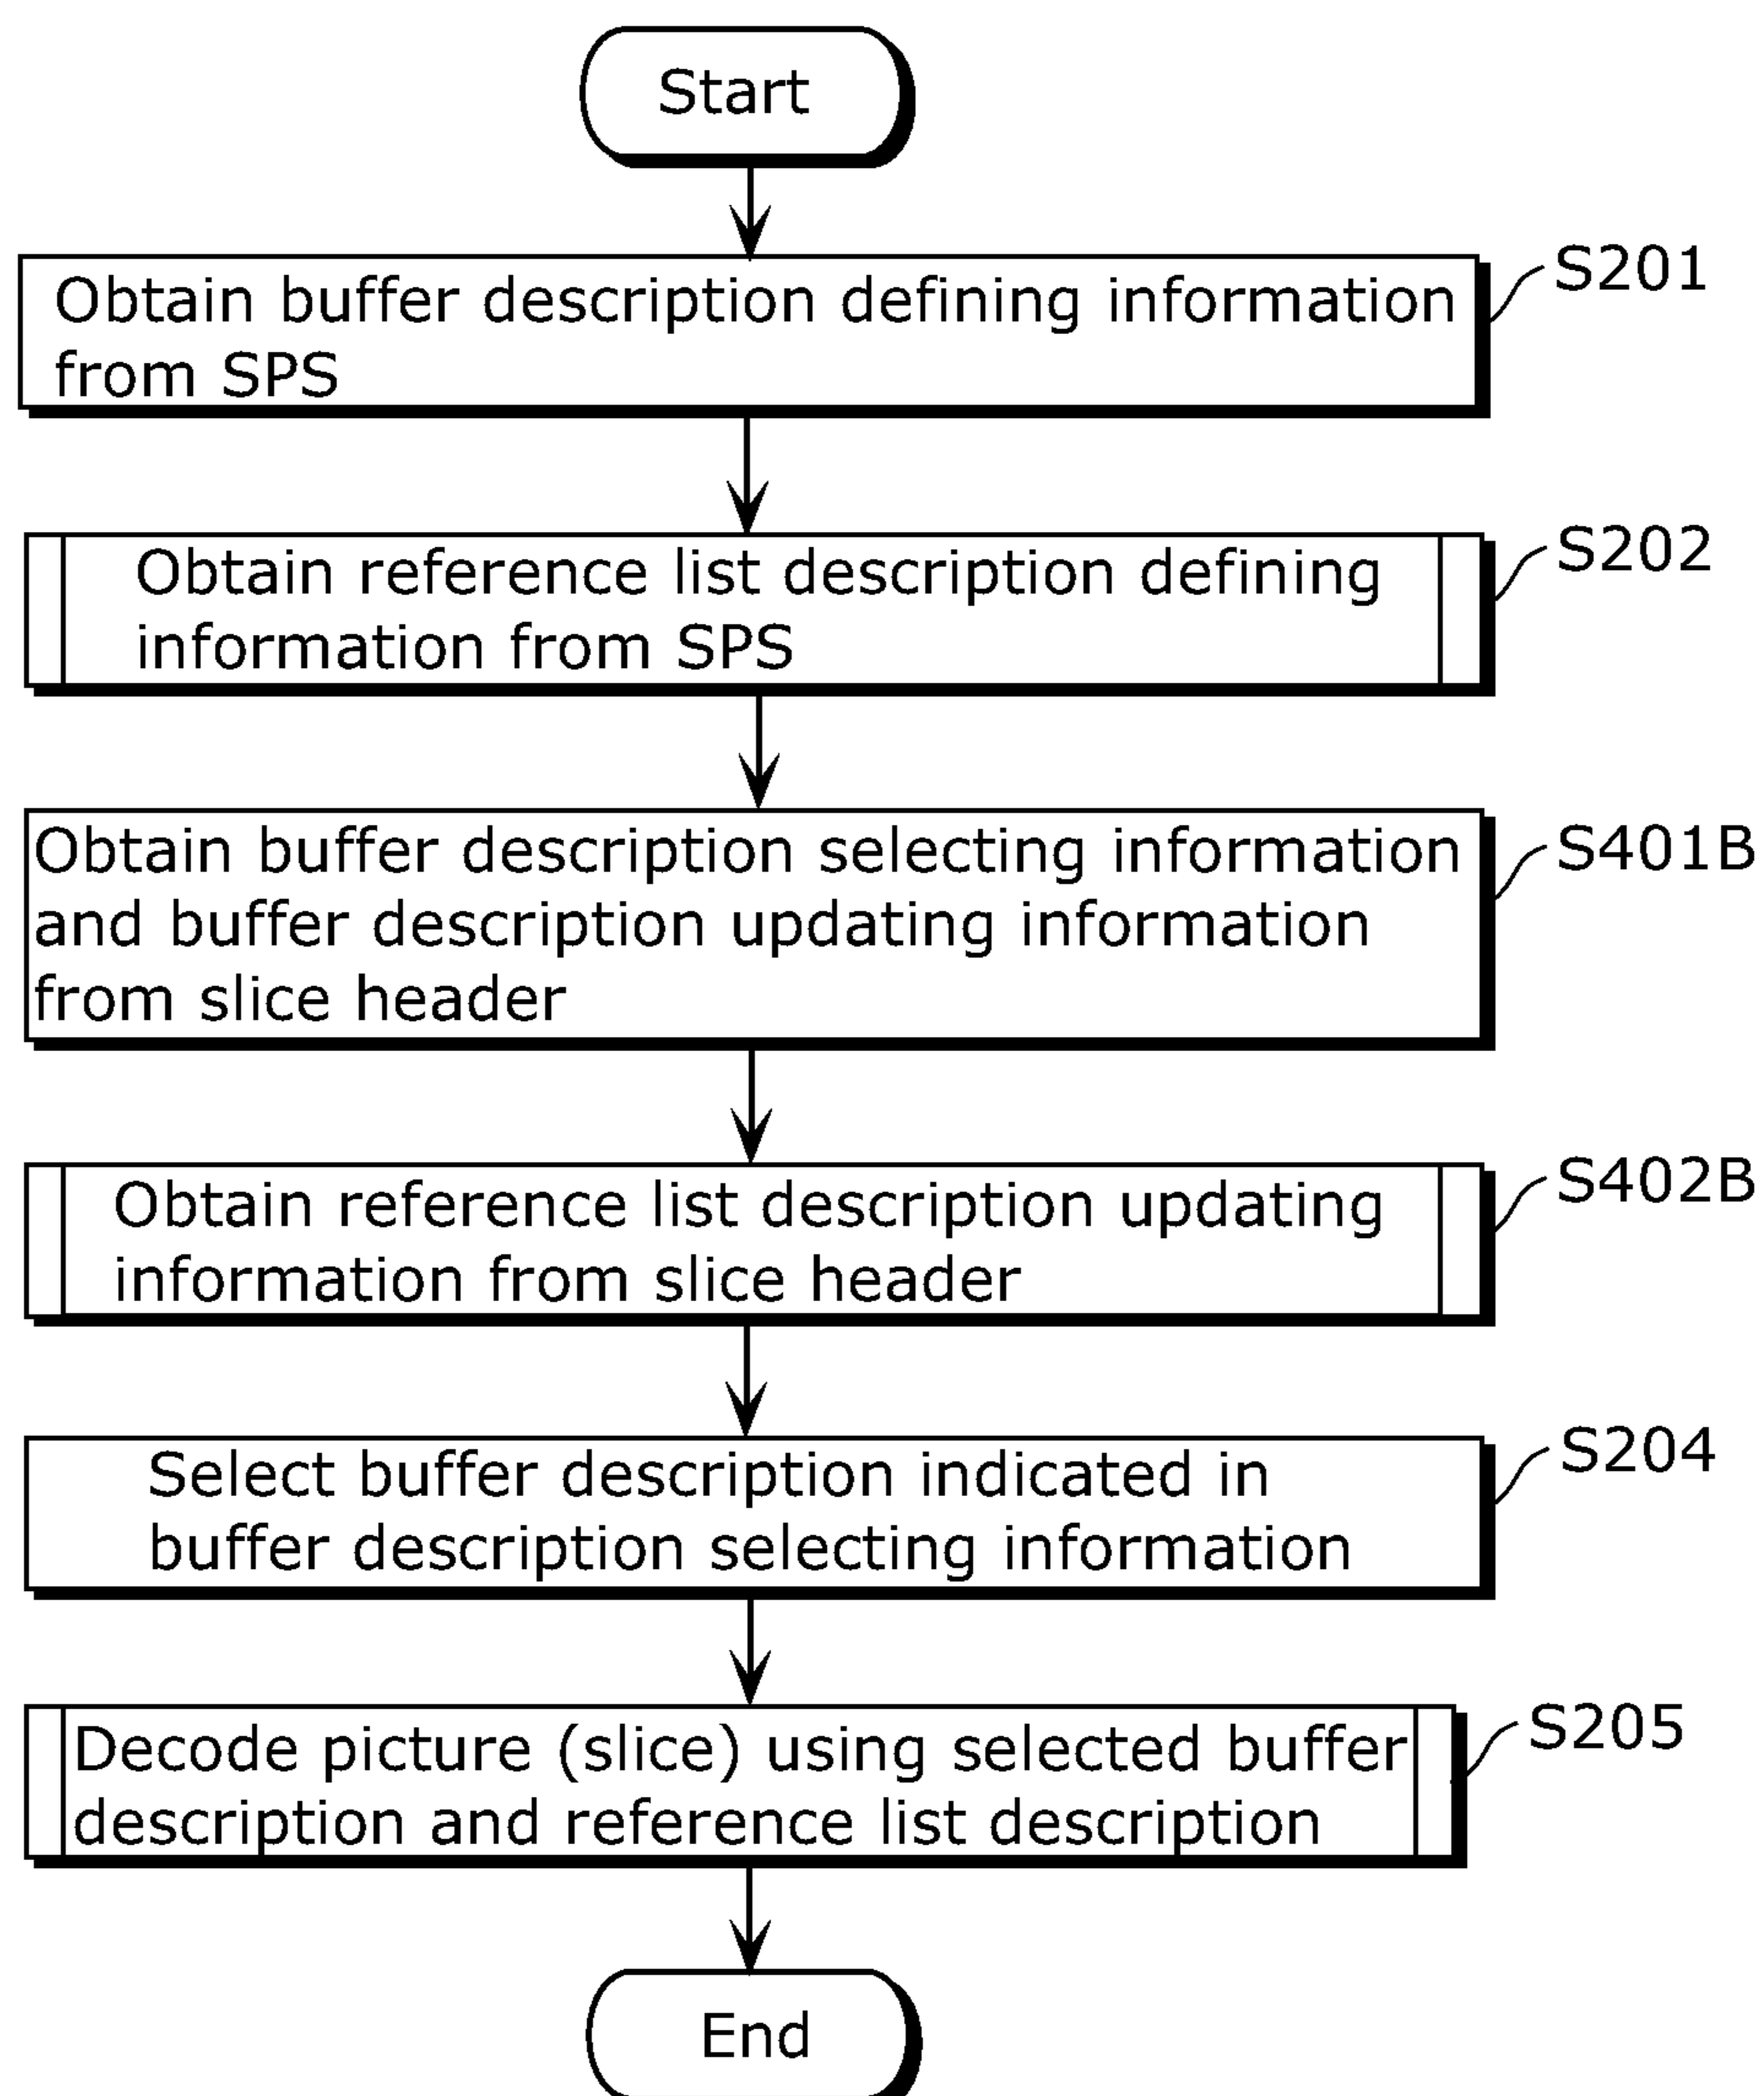 Start
Obtain buffer description defining information
from SPS
S201
Obtain reference list description defining
information from SPS
S202
Obtain buffer description selecting information
and buffer description updating information
from slice header
S401B
Obtain reference list description updating
information from slice header
S402B
Select buffer description indicated in
buffer description selecting information
S204
Decode picture (slice) using selected buffer
description and reference list description
S205
End